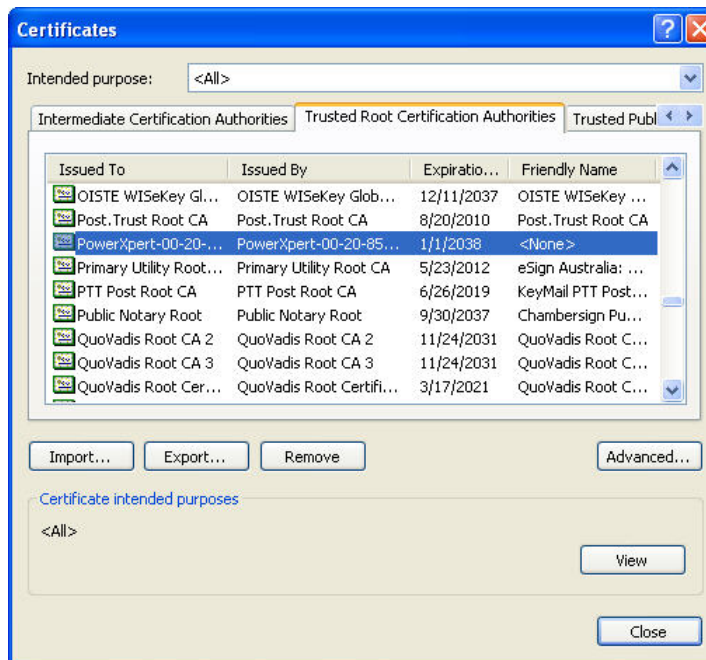 Certificates
Intended purpose: <All>
Intermediate Certification Authorities Trusted Root Certification Authorities Trusted Publ
Issued To Issued By Expiratio... Friendly Name
OISTE WISeKey Gl... OISTE WISeKey Glob... 12/11/2037 OISTE WISeKey ...
Post.Trust Root CA Post.Trust Root CA 8/20/2010 Post.Trust Root CA
PowerXpert-00-20-... PowerXpert-00-20-85... 1/1/2038 <None>
Primary Utility Root... Primary Utility Root CA 5/23/2012 eSign Australia: ...
PTT Post Root CA PTT Post Root CA 6/26/2019 KeyMail PTT Post...
Public Notary Root Public Notary Root 9/30/2037 Chambersign Pu...
QuoVadis Root CA 2 QuoVadis Root CA 2 11/24/2031 QuoVadis Root C...
QuoVadis Root CA 3 QuoVadis Root CA 3 11/24/2031 QuoVadis Root C...
QuoVadis Root Cer... QuoVadis Root Certifi... 3/17/2021 QuoVadis Root C...
Import... Export... Remove Advanced...
Certificate intended purposes
<All>
View
Close